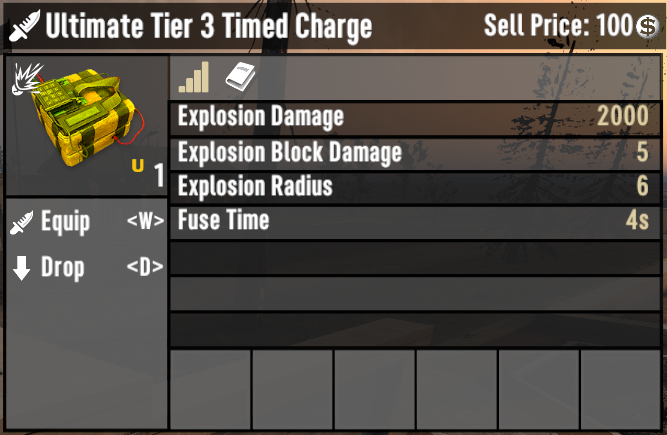 Ultimate Tier 3 Timed Charge
Sell Price: 100
U 1
Explosion Damage 2000
Explosion Block Damage 5
Explosion Radius 6
Fuse Time 4s
Equip <W>
Drop <D>